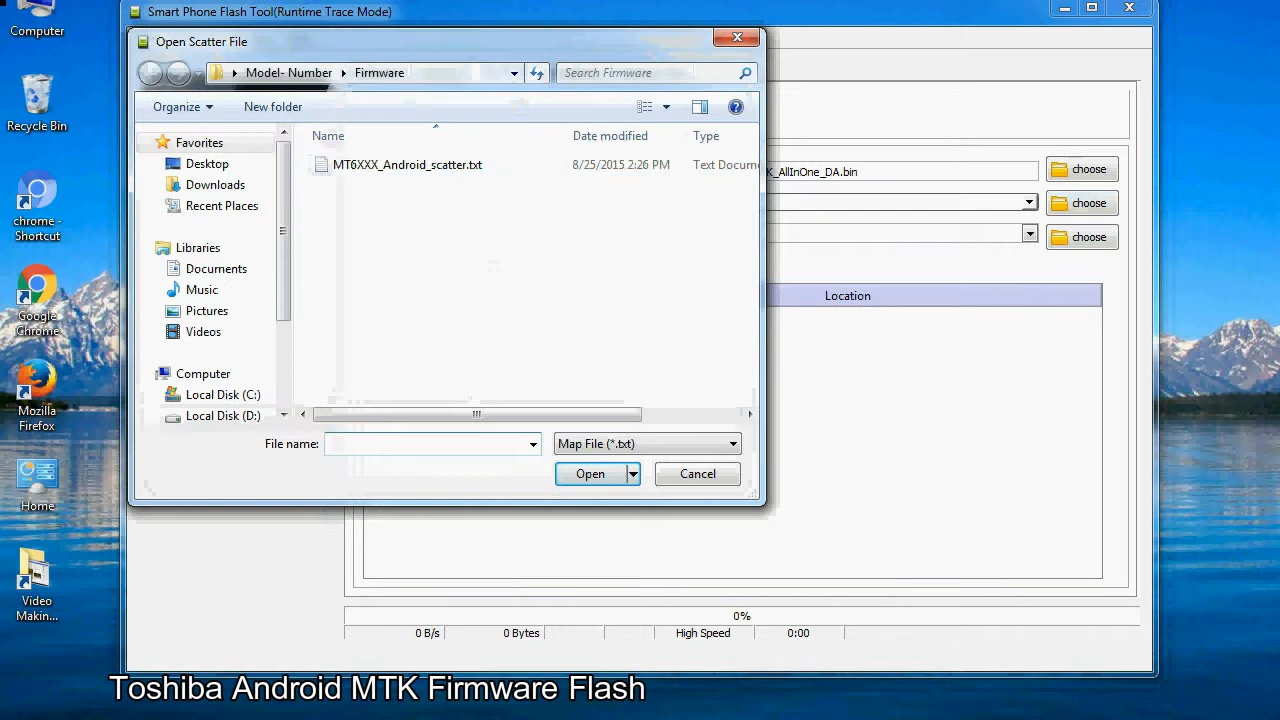 Smart Phone Flash Tool(Runtime Trace Mode)
Computer
Open Scatter File
Model- Number
Firmware
Search Firmware
Organize
New folder
Recycle Bin
Favorites
Desktop
Downloads
Recent Places
Libraries
Documents
Music
Pictures
Videos
Computer
Local Disk (C:)
Local Disk (D:)
Name
Date modified
Type
MT6XXX_Android_scatter.txt
8/25/2015 2:26 PM
Text Docum
File name:
Map File (*.txt)
Open
Cancel
K_AllInOne_DA.bin
choose
choose
choose
Location
chrome -
Shortcut
Google
Chrome
Mozilla
Firefox
Home
Video
Makin...
0%
0 B/s
0 Bytes
High Speed
0:00
Toshiba Android MTK Firmware Flash